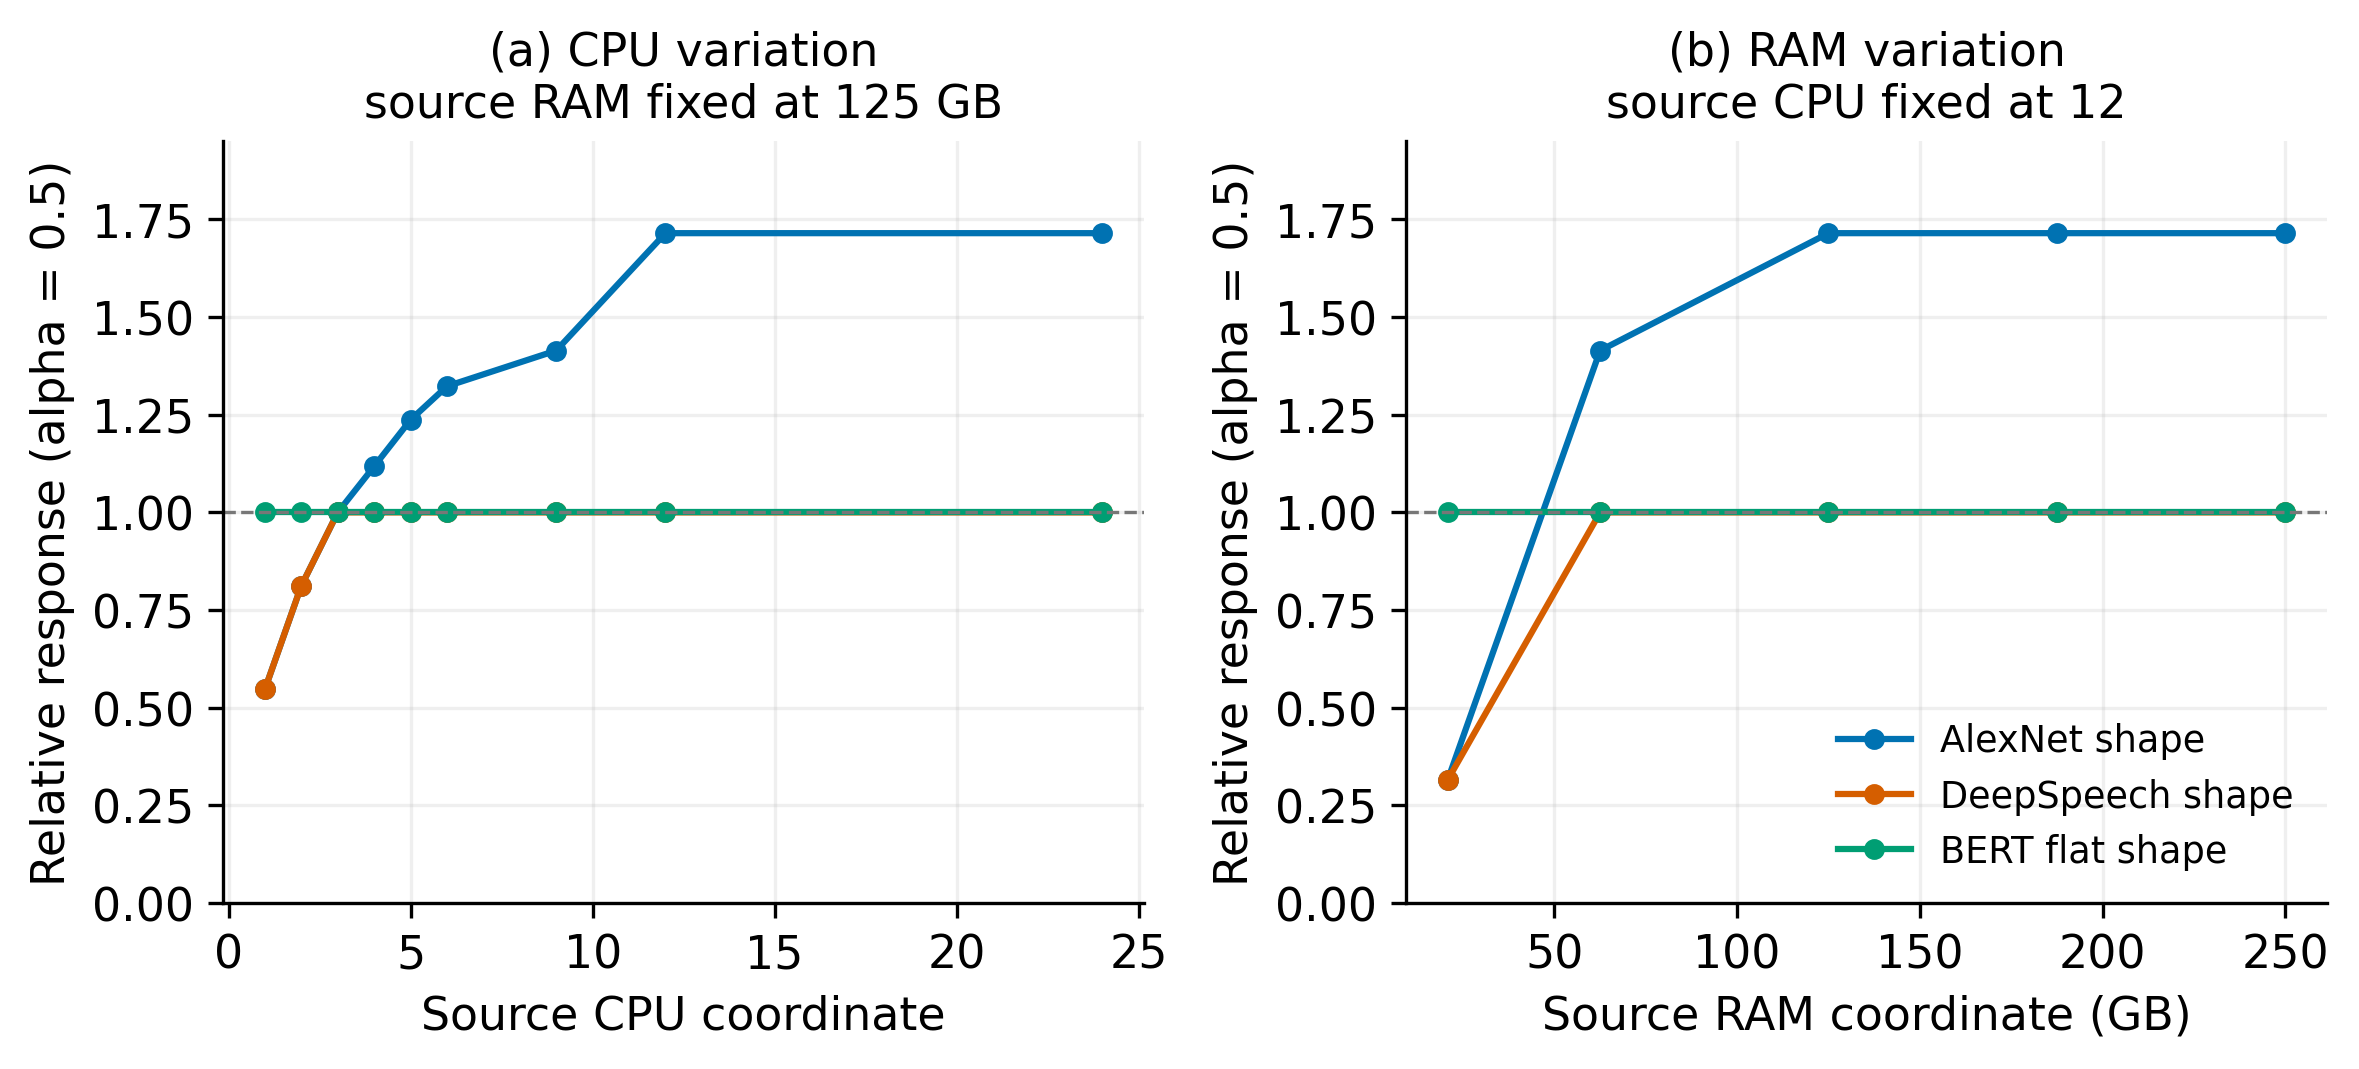 (a) CPU variation
source RAM fixed at 125 GB
Relative response (alpha = 0.5)
1.75
1.50
1.25
1.00
0.75
0.50
0.25
0.00
0 5 10 15 20 25
Source CPU coordinate
(b) RAM variation
source CPU fixed at 12
Relative response (alpha = 0.5)
1.75
1.50
1.25
1.00
0.75
0.50
0.25
0.00
AlexNet shape
DeepSpeech shape
BERT flat shape
50 100 150 200 250
Source RAM coordinate (GB)